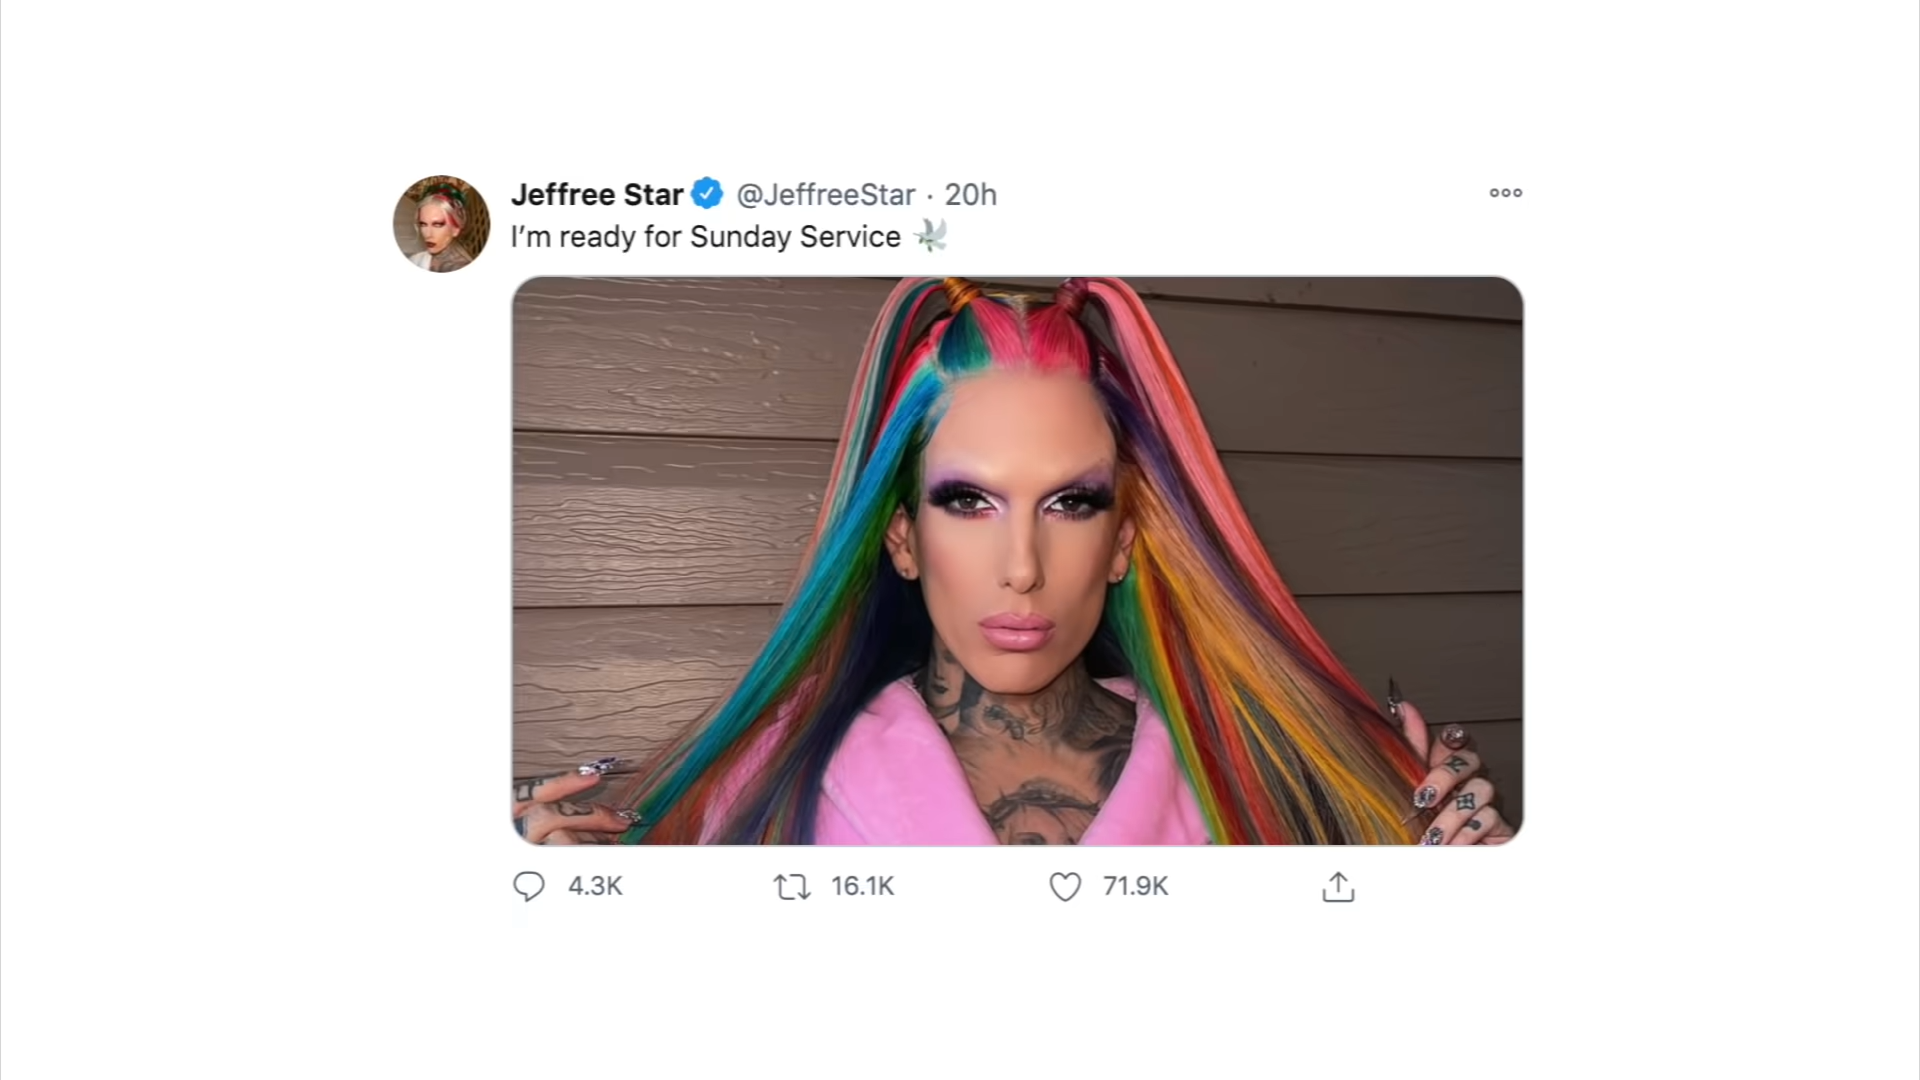 Jeffree Star @JeffreeStar · 20h
I'm ready for Sunday Service 🕊
4.3K 16.1K 71.9K